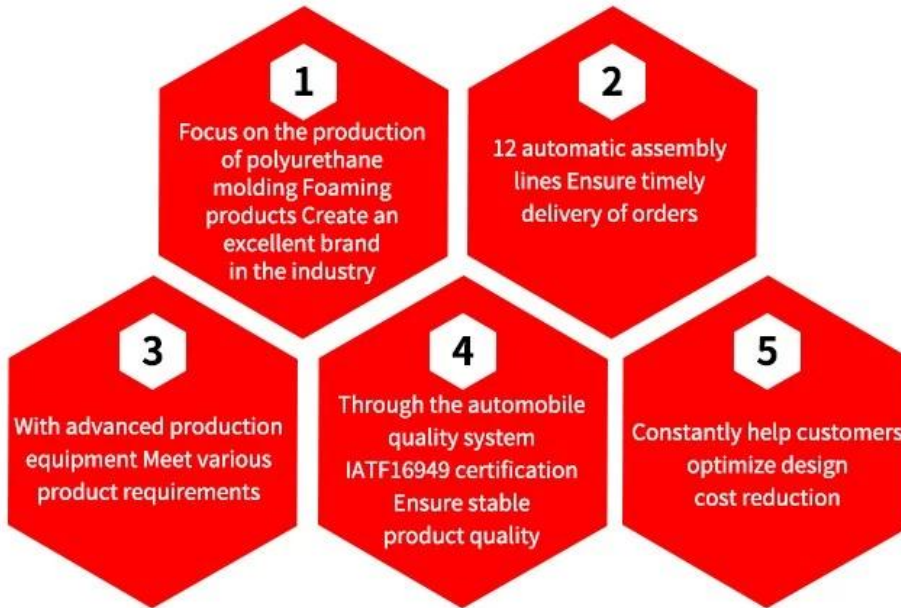 1
Focus on the production
of polyurethane
molding Foaming
products Create an
excellent brand
in the industry
2
12 automatic assembly
lines Ensure timely
delivery of orders
3
With advanced production
equipment Meet various
product requirements
4
Through the automobile
quality system
IATF16949 certification
Ensure stable
product quality
5
Constantly help customers
optimize design
cost reduction